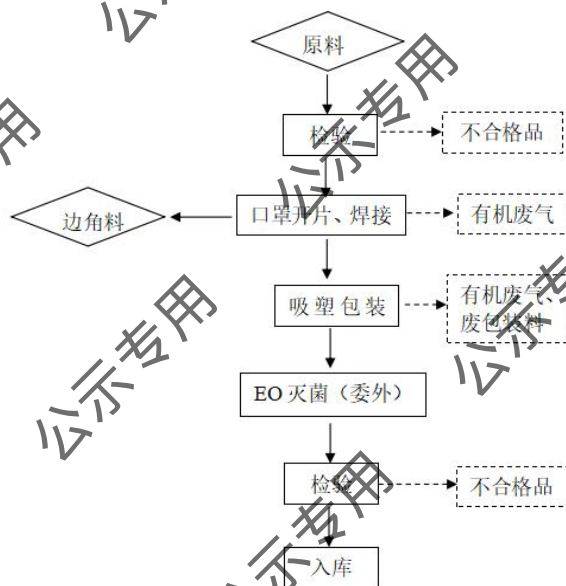 公示专用
原料
公示专用
检验
不合格品
专用
边角料
口罩开片、焊接
有机废气
公示专用
吸塑包装
有机废气、
废包装料
公示专用
EO 灭菌（委外）
检验
不合格品
公示专用
入库